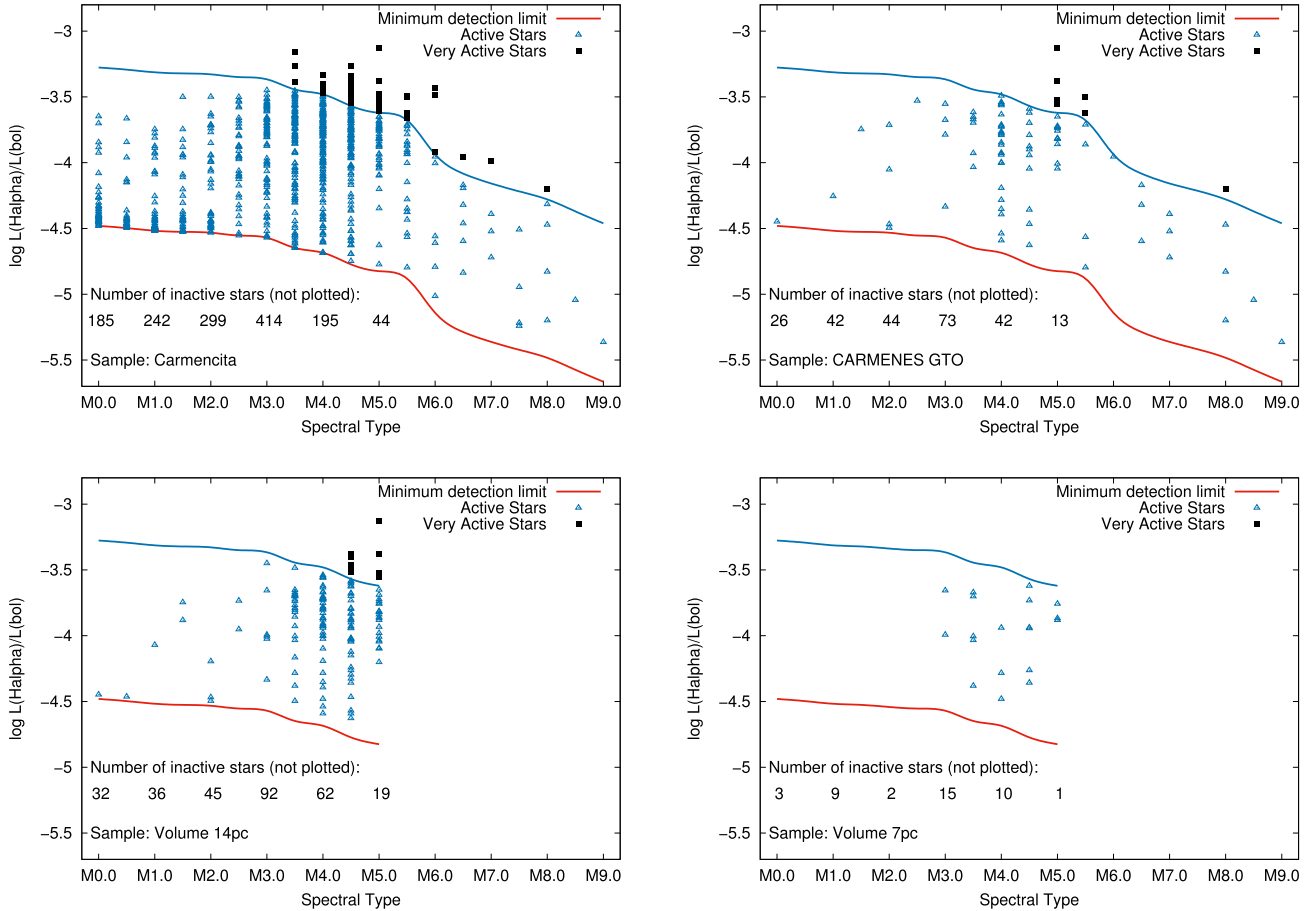 Minimum detection limit
Active Stars
Very Active Stars
−3
−3.5
−4
−4.5
−5
−5.5
log L(Halpha)/L(bol)
Number of inactive stars (not plotted):
185 242 299 414 195 44
Sample: Carmencita
M0.0 M1.0 M2.0 M3.0 M4.0 M5.0 M6.0 M7.0 M8.0 M9.0
Spectral Type
Minimum detection limit
Active Stars
Very Active Stars
−3
−3.5
−4
−4.5
−5
−5.5
log L(Halpha)/L(bol)
Number of inactive stars (not plotted):
26 42 44 73 42 13
Sample: CARMENES GTO
M0.0 M1.0 M2.0 M3.0 M4.0 M5.0 M6.0 M7.0 M8.0 M9.0
Spectral Type
Minimum detection limit
Active Stars
Very Active Stars
−3
−3.5
−4
−4.5
−5
−5.5
log L(Halpha)/L(bol)
Number of inactive stars (not plotted):
32 36 45 92 62 19
Sample: Volume 14pc
M0.0 M1.0 M2.0 M3.0 M4.0 M5.0 M6.0 M7.0 M8.0 M9.0
Spectral Type
Minimum detection limit
Active Stars
Very Active Stars
−3
−3.5
−4
−4.5
−5
−5.5
log L(Halpha)/L(bol)
Number of inactive stars (not plotted):
3 9 2 15 10 1
Sample: Volume 7pc
M0.0 M1.0 M2.0 M3.0 M4.0 M5.0 M6.0 M7.0 M8.0 M9.0
Spectral Type